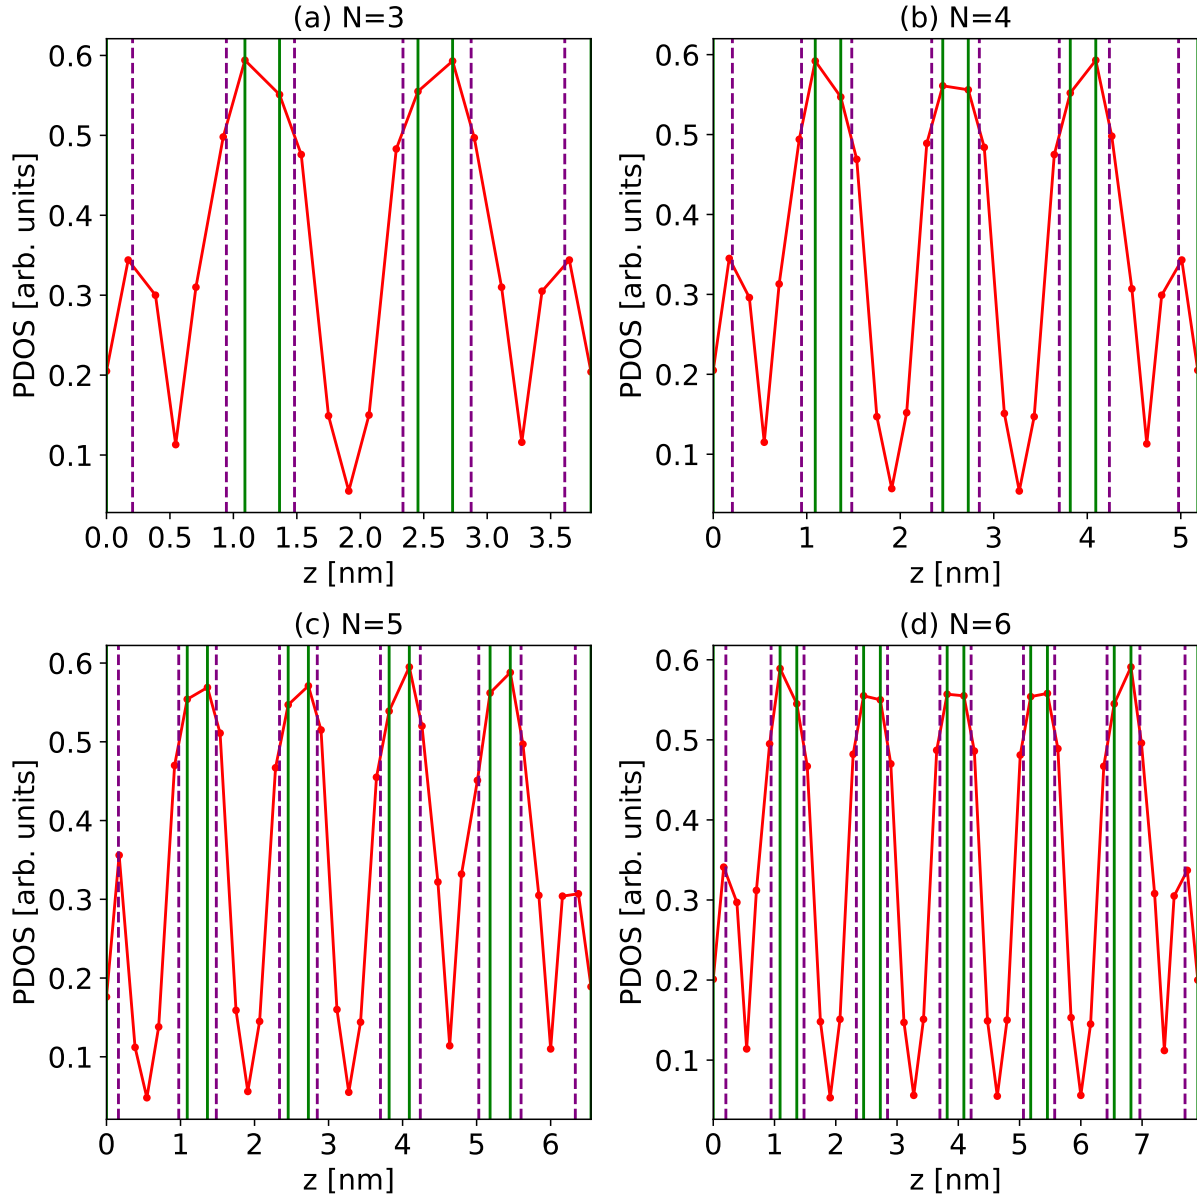 (a) N=3
PDOS [arb. units]
0.6
0.5
0.4
0.3
0.2
0.1
0.0 0.5 1.0 1.5 2.0 2.5 3.0 3.5
z [nm]
(b) N=4
PDOS [arb. units]
0.6
0.5
0.4
0.3
0.2
0.1
0 1 2 3 4 5
z [nm]
(c) N=5
PDOS [arb. units]
0.6
0.5
0.4
0.3
0.2
0.1
0 1 2 3 4 5 6
z [nm]
(d) N=6
PDOS [arb. units]
0.6
0.5
0.4
0.3
0.2
0.1
0 1 2 3 4 5 6 7
z [nm]